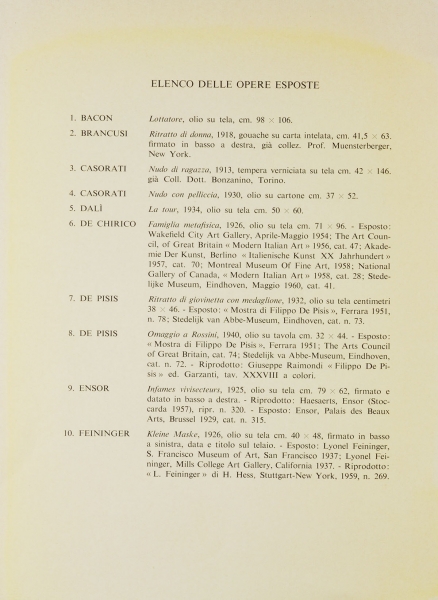 ELENCO DELLE OPERE ESPOSTE
1. BACON Lottatore, olio su tela, cm. 98 × 106.
2. BRANCUSI Ritratto di donna, 1918, gouache su carta intelata, cm. 41,5 × 63.
firmato in basso a destra, già collez. Prof. Muensterberger,
New York.
3. CASORATI Nudo di ragazza, 1913, tempera verniciata su tela cm. 42 × 146.
già Coll. Dott. Bonzanino, Torino.
4. CASORATI Nudo con pelliccia, 1930, olio su cartone cm. 37 × 52.
5. DALÌ La tour, 1934, olio su tela cm. 50 × 60.
6. DE CHIRICO Famiglia metafisica, 1926, olio su tela cm. 71 × 96. - Esposto:
Wakefield City Art Gallery, Aprile-Maggio 1954; The Art Coun-
cil, of Great Britain « Modern Italian Art » 1956, cat. 47; Akade-
mie Der Kunst, Berlino « Italienische Kunst XX Jahrhundert »
1957, cat. 70; Montreal Museum Of Fine Art, 1958; National
Gallery of Canada, « Modern Italian Art » 1958, cat. 28; Stede-
lijke Museum, Eindhoven, Maggio 1960, cat. 41.
7. DE PISIS Ritratto di giovinetta con medaglione, 1932, olio su tela centimetri
38 × 46. - Esposto: « Mostra di Filippo De Pisis », Ferrara 1951,
n. 78; Stedelijk van Abbe-Museum, Eindhoven, cat. n. 73.
8. DE PISIS Omaggio a Rossini, 1940, olio su tavola cm. 32 × 44. - Esposto:
« Mostra di Filippo De Pisis », Ferrara 1951; The Arts Council
of Great Britain, cat. 74; Stedelijk va Abbe-Museum, Eindhoven,
cat. n. 72. - Riprodotto: Giuseppe Raimondi « Filippo De Pi-
sis » ed. Garzanti, tav. XXXVIII a colori.
9. ENSOR Infames vivisecteurs, 1925, olio su tela cm. 79 × 62, firmato e
datato in basso a destra. - Riprodotto: Haesaerts, Ensor (Stoc-
carda 1957), ripr. n. 320. - Esposto: Ensor, Palais des Beaux
Arts, Brussel 1929, cat. n. 315.
10. FEININGER Kleine Maske, 1926, olio su tela cm. 40 × 48, firmato in basso
a sinistra, data e titolo sul telaio. - Esposto: Lyonel Feininger,
S. Francisco Museum of Art, San Francisco 1937; Lyonel Fei-
ninger, Mills College Art Gallery, California 1937. - Riprodotto:
« L. Feininger » di H. Hess, Stuttgart-New York, 1959, n. 269.